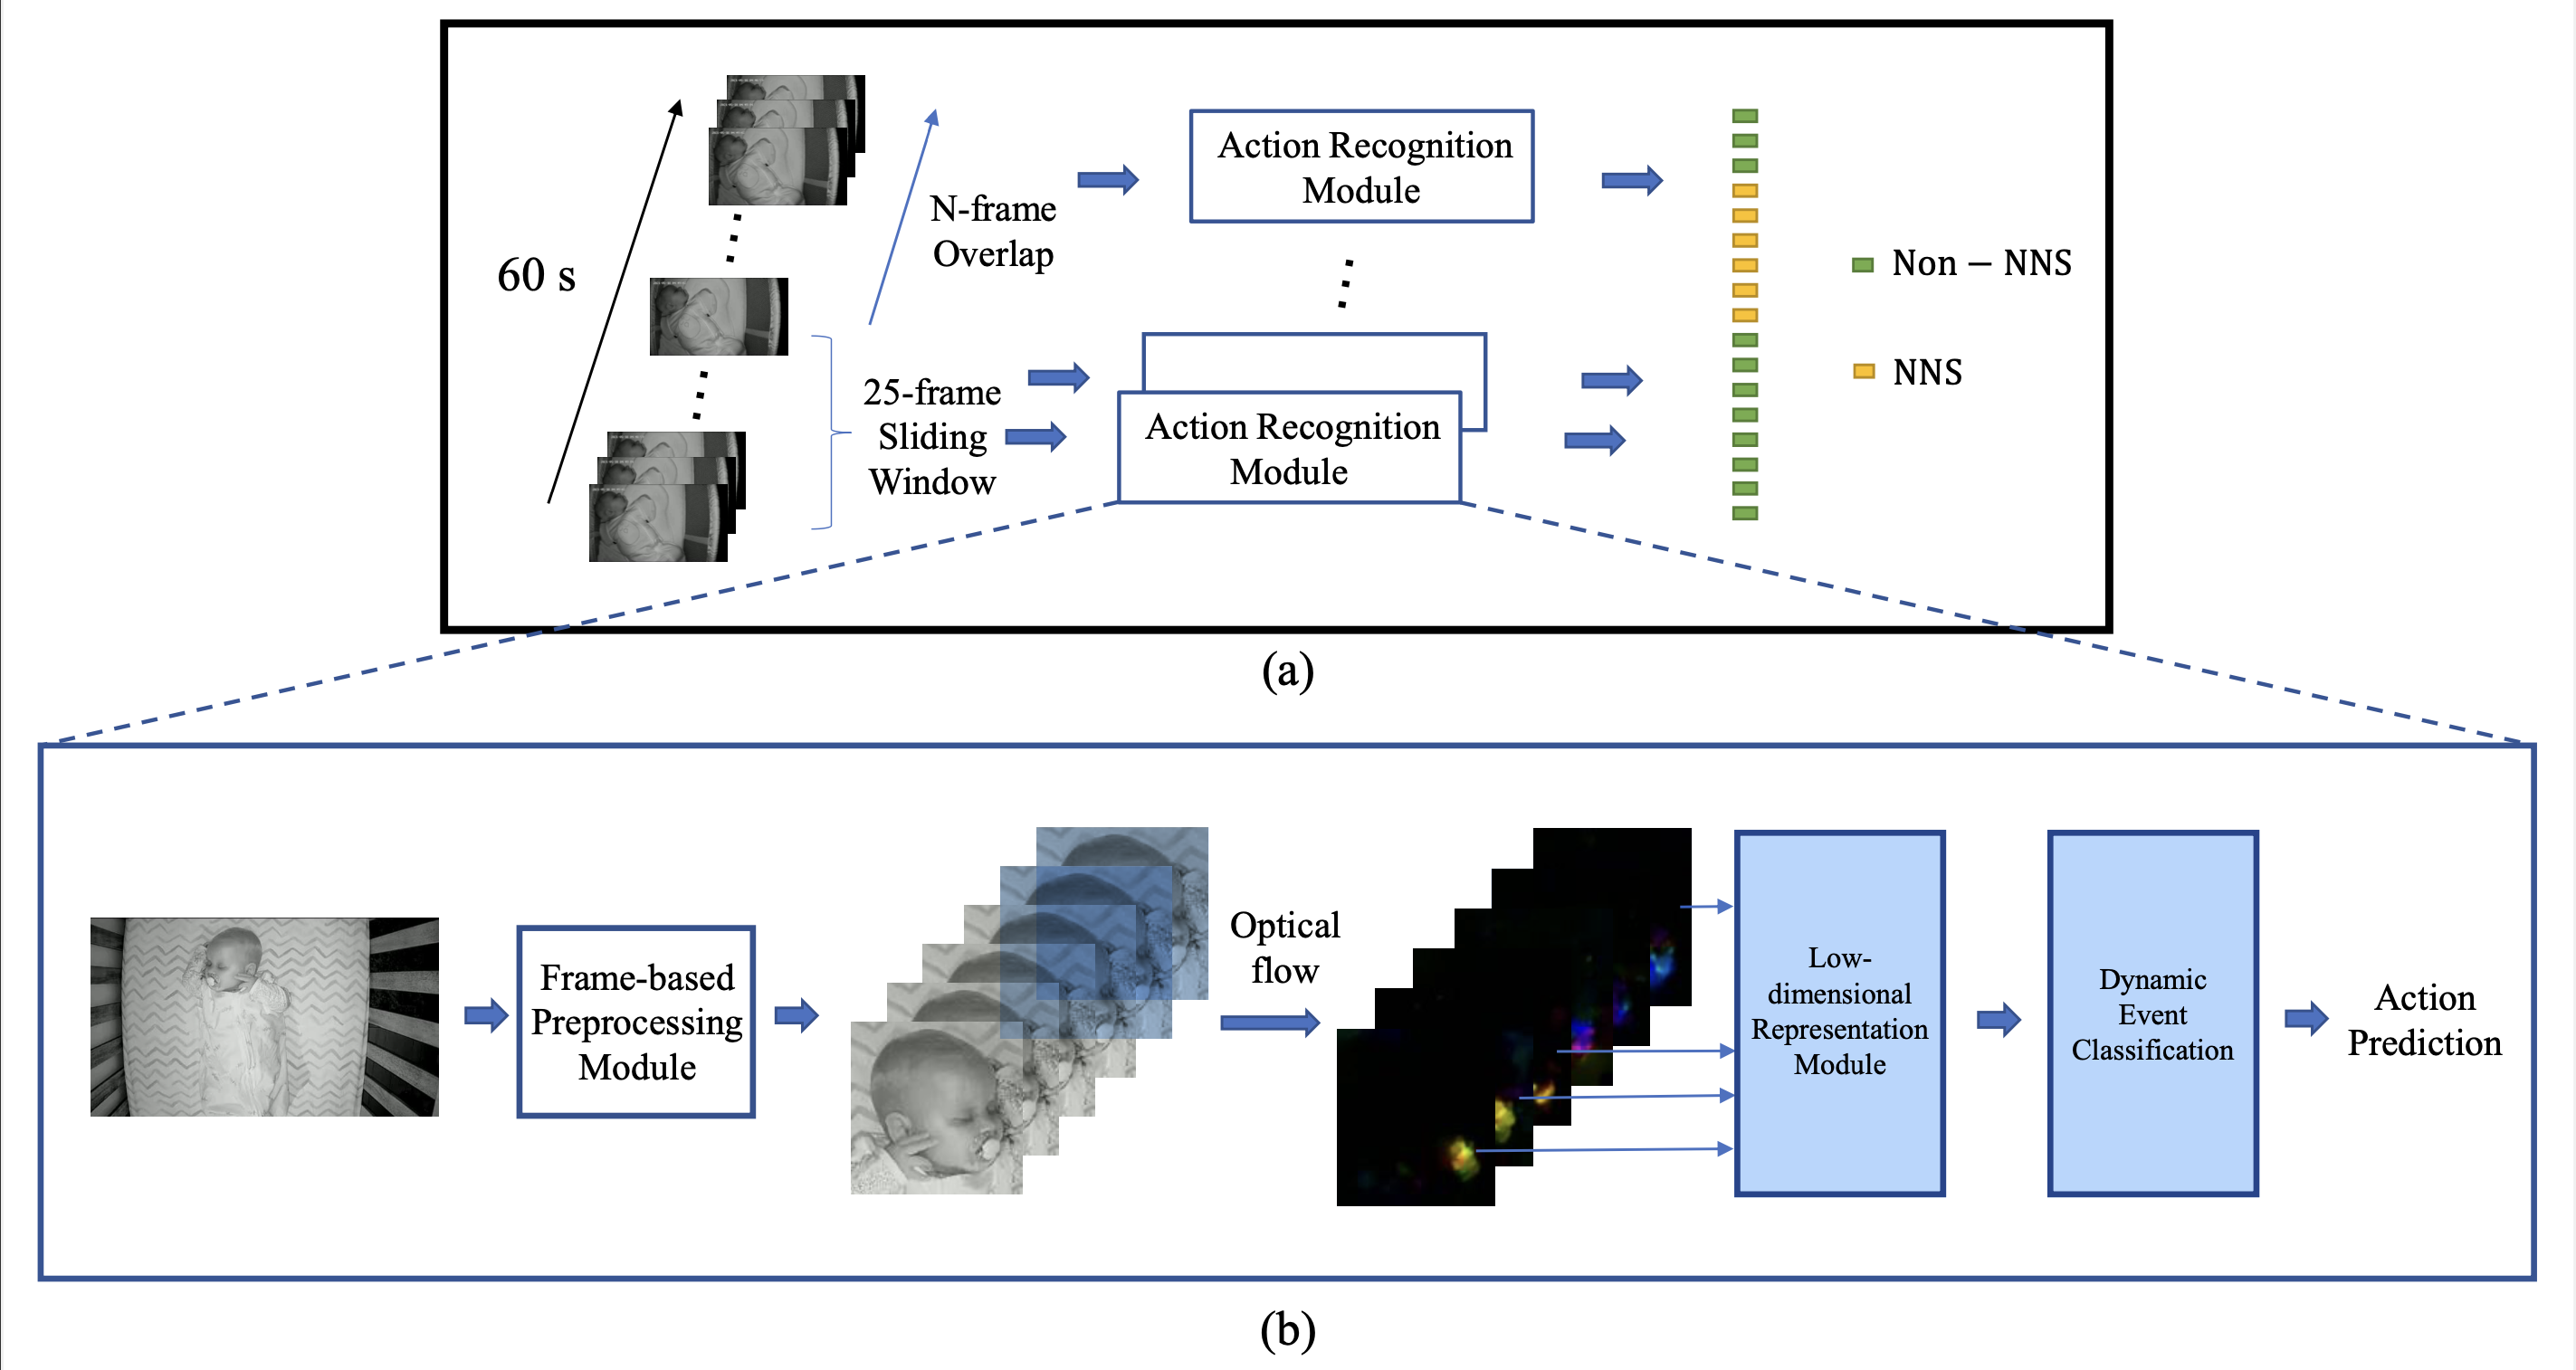 60 s
N-frame
Overlap
25-frame
Sliding
Window
Action Recognition
Module
Action Recognition
Module
Non − NNS
NNS
(a)
Frame-based
Preprocessing
Module
Optical
flow
Low-
dimensional
Representation
Module
Dynamic
Event
Classification
Action
Prediction
(b)